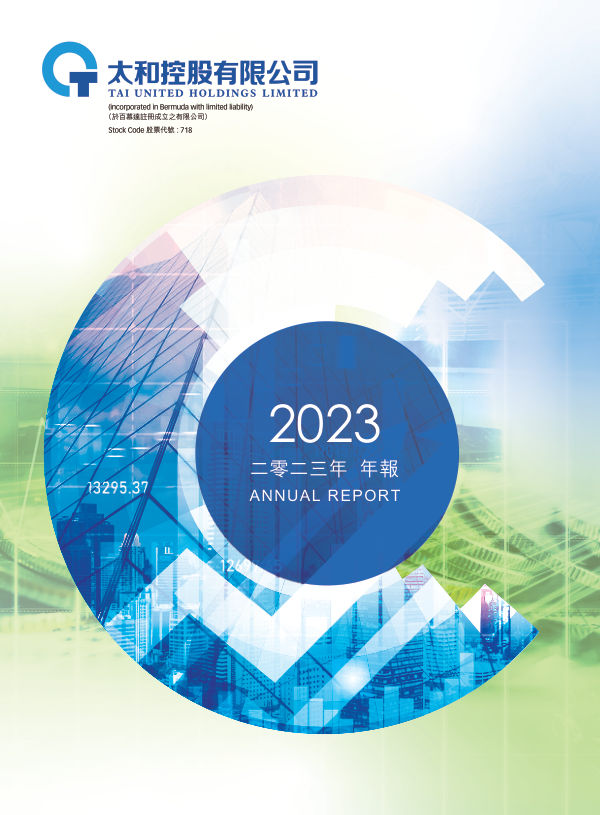 太和控股有限公司
TAI UNITED HOLDINGS LIMITED
(incorporated in Bermuda with limited liability)
（於百慕達註冊成立之有限公司）
Stock Code 股票代號 : 718
2023
二零二三年 年報
ANNUAL REPORT
13295.37